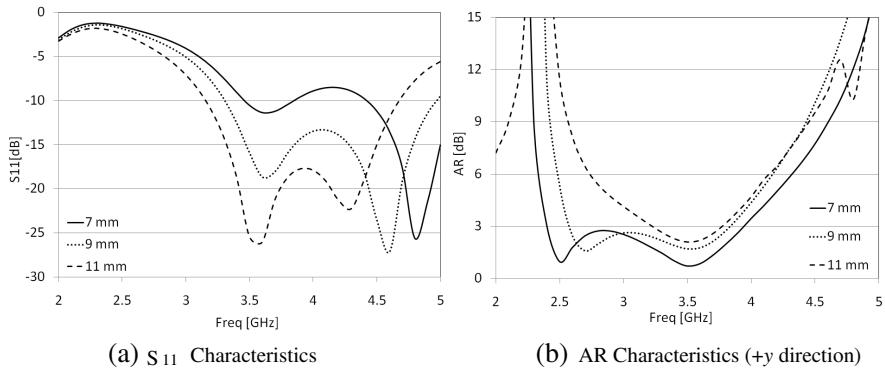 0
-5
-10
-15
-20
-25
-30
S11[dB]
2
2.5
3
3.5
4
4.5
5
Freq [GHz]
7 mm
9 mm
11 mm
(a) S 11 Characteristics
15
12
9
6
3
0
AR [dB]
2
2.5
3
3.5
4
4.5
5
Freq [GHz]
7 mm
9 mm
11 mm
(b) AR Characteristics (+y direction)